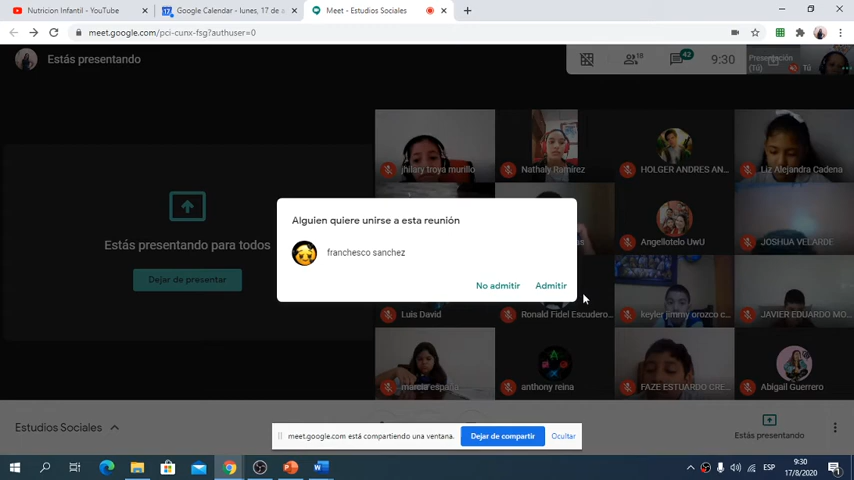 Nutricion Infantil - YouTube
Google Calendar - lunes, 17 de a
Meet - Estudios Sociales
meet.google.com/pci-cunx-fsg?authuser=0
Estás presentando
18
42
9:30
Presentación
(Tú)
Tú
jhilary troya murillo
Nathaly Ramirez
HOLGER ANDRES AN...
Liz Alejandra Cadena
Alguien quiere unirse a esta reunión
franchesco sanchez
No admitir
Admitir
Estás presentando para todos
Dejar de presentar
as
Angellotelo UwU
JOSHUA VELARDE
Luis David
Ronald Fidel Escudero...
keyler jimmy orozco c...
JAVIER EDUARDO MO...
marcia españa
anthony reina
FAZE ESTUARDO CRE...
Abigail Guerrero
Estudios Sociales
meet.google.com está compartiendo una ventana.
Dejar de compartir
Ocultar
Estás presentando
ESP
9:30
17/8/2020
1